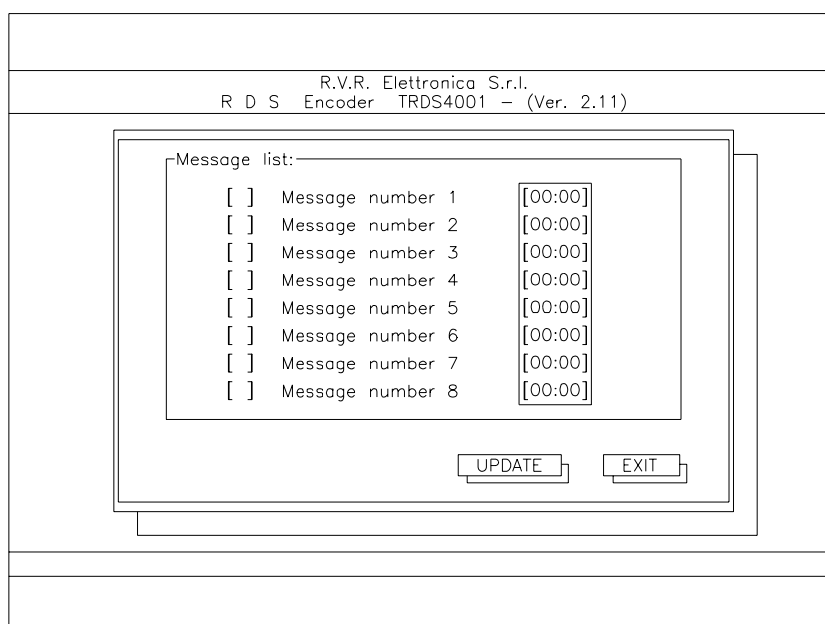 R.V.R. Elettronica S.r.l.
R D S Encoder TRDS4001 – (Ver. 2.11)
Message list:
[ ] Message number 1 [00:00]
[ ] Message number 2 [00:00]
[ ] Message number 3 [00:00]
[ ] Message number 4 [00:00]
[ ] Message number 5 [00:00]
[ ] Message number 6 [00:00]
[ ] Message number 7 [00:00]
[ ] Message number 8 [00:00]
UPDATE EXIT